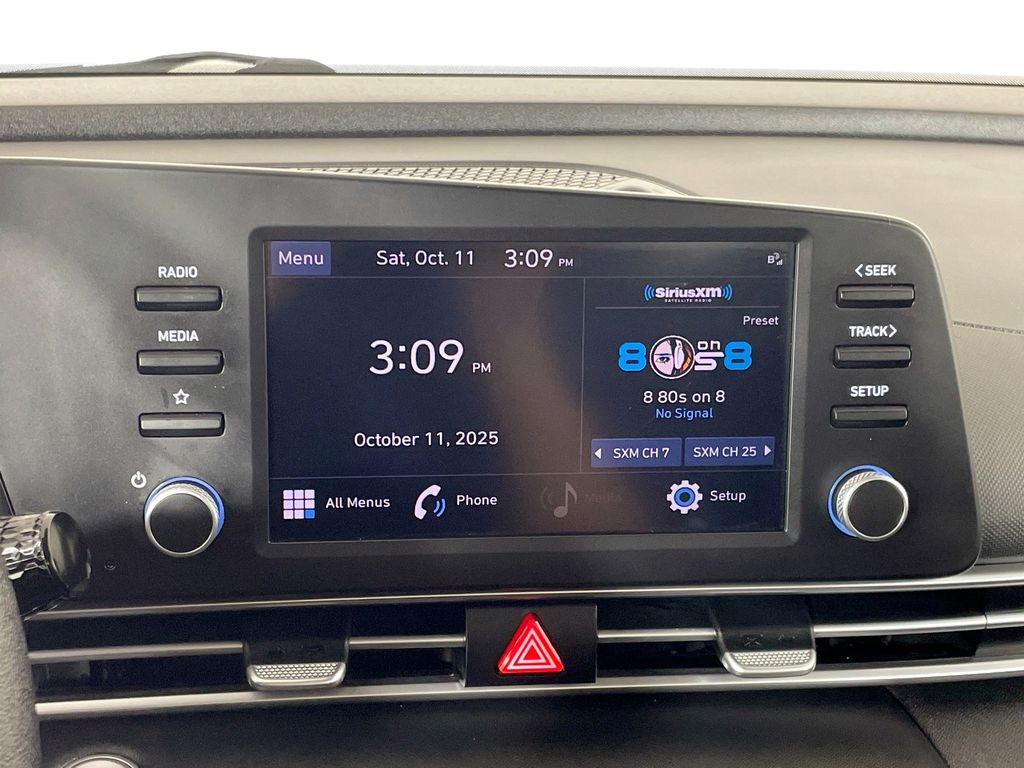 Menu
Sat, Oct. 11
3:09 PM
B
RADIO
MEDIA
<SEEK
TRACK>
SETUP
((SiriusXM))
SATELLITE RADIO
Preset
8 80s on 8
3:09 PM
8 80s on 8
No Signal
October 11, 2025
SXM CH 7
SXM CH 25
All Menus
Phone
Media
Setup